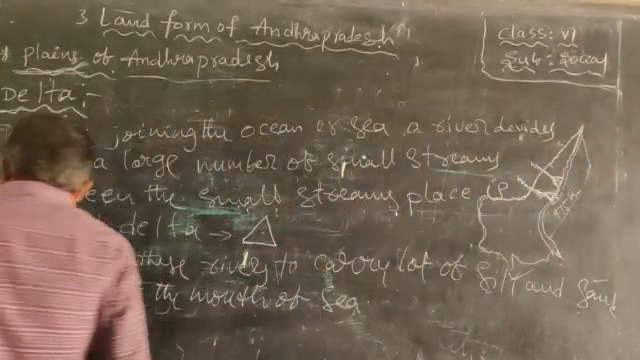 3 Land form of Andhrapradesh
Class: VI
Sub: Social
* plains of Andhrapradesh
Delta:-
joining the ocean or sea a river devides
a large number of small streams
een the small streams place is
delta → △
these rivers to carry lot of silt and
the mouth of sea